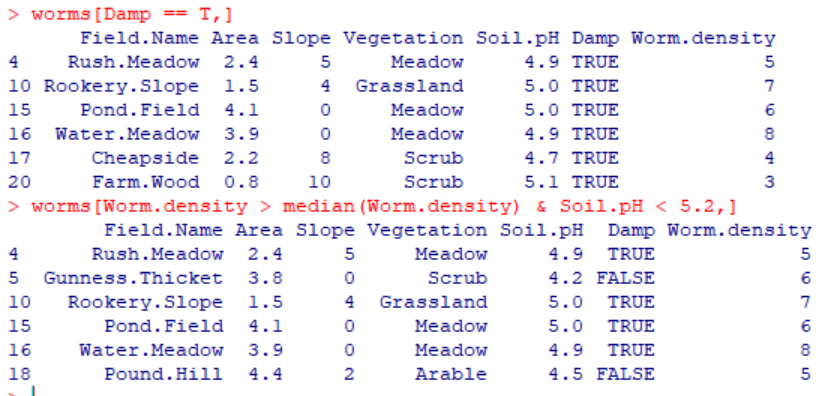 > worms[Damp == T,]
Field.Name Area Slope Vegetation Soil.pH Damp Worm.density
4 Rush.Meadow 2.4 5 Meadow 4.9 TRUE 5
10 Rookery.Slope 1.5 4 Grassland 5.0 TRUE 7
15 Pond.Field 4.1 0 Meadow 5.0 TRUE 6
16 Water.Meadow 3.9 0 Meadow 4.9 TRUE 8
17 Cheapside 2.2 8 Scrub 4.7 TRUE 4
20 Farm.Wood 0.8 10 Scrub 5.1 TRUE 3
> worms[Worm.density > median(Worm.density) & Soil.pH < 5.2,]
Field.Name Area Slope Vegetation Soil.pH Damp Worm.density
4 Rush.Meadow 2.4 5 Meadow 4.9 TRUE 5
5 Gunness.Thicket 3.8 0 Scrub 4.2 FALSE 6
10 Rookery.Slope 1.5 4 Grassland 5.0 TRUE 7
15 Pond.Field 4.1 0 Meadow 5.0 TRUE 6
16 Water.Meadow 3.9 0 Meadow 4.9 TRUE 8
18 Pound.Hill 4.4 2 Arable 4.5 FALSE 5
>